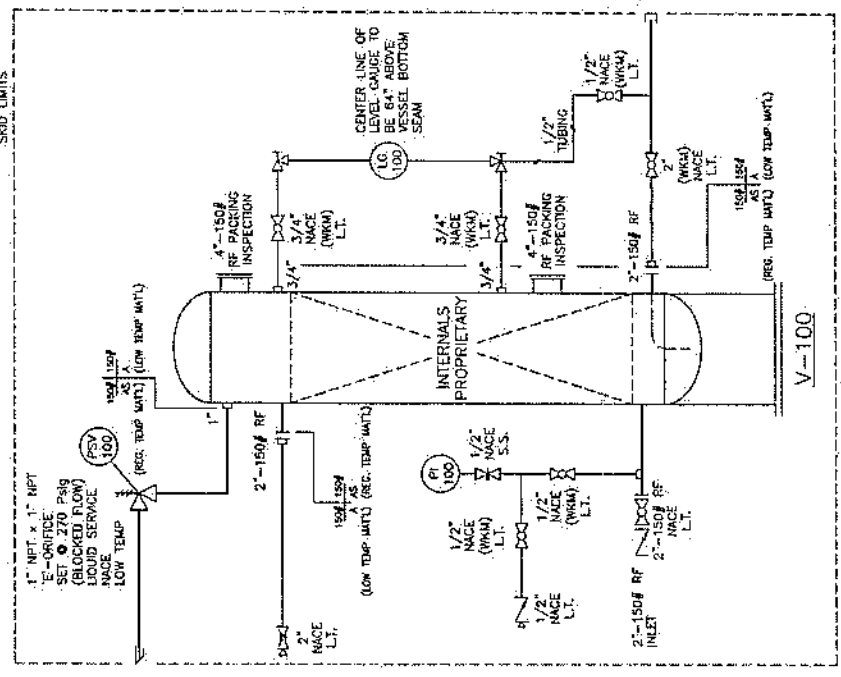 SKID LIMITS
1" NPT x 1" NPT
'E'-ORIFICE
SET @ 270 Psig
(BLOCKED FLOW)
LIQUID SERVICE
NACE
LOW TEMP
PSV
100
150# 150#
AS A
(REG. TEMP MAT'L) (LOW TEMP MAT'L)
1"
4"-150#
RF PACKING
INSPECTION
3/4"
3/4"
NACE
(WKM)
L.T.
CENTER LINE OF
LEVEL GAUGE TO
BE 64" ABOVE
VESSEL BOTTOM
SEAM
LG
100
2"-150# RF
150# 150#
A AS
(LOW TEMP MAT'L) (REG. TEMP MAT'L)
2"
NACE
L.T.
INTERNALS
PROPRIETARY
3/4"
3/4"
NACE
(WKM)
L.T.
4"-150#
RF PACKING
INSPECTION
1/2"
TUBING
1/2"
NACE
(WKM)
L.T.
PI
100
1/2"
NACE
S.S.
1/2"
NACE
(WKM)
L.T.
1/2"
NACE
(WKM)
L.T.
1/2"
NACE
L.T.
2"-150# RF
INLET
2"-150# RF
NACE
L.T.
2"-150# RF
2"
(WKM)
NACE
L.T.
150# 150#
AS A
(REG. TEMP MAT'L) (LOW TEMP MAT'L)
V-100